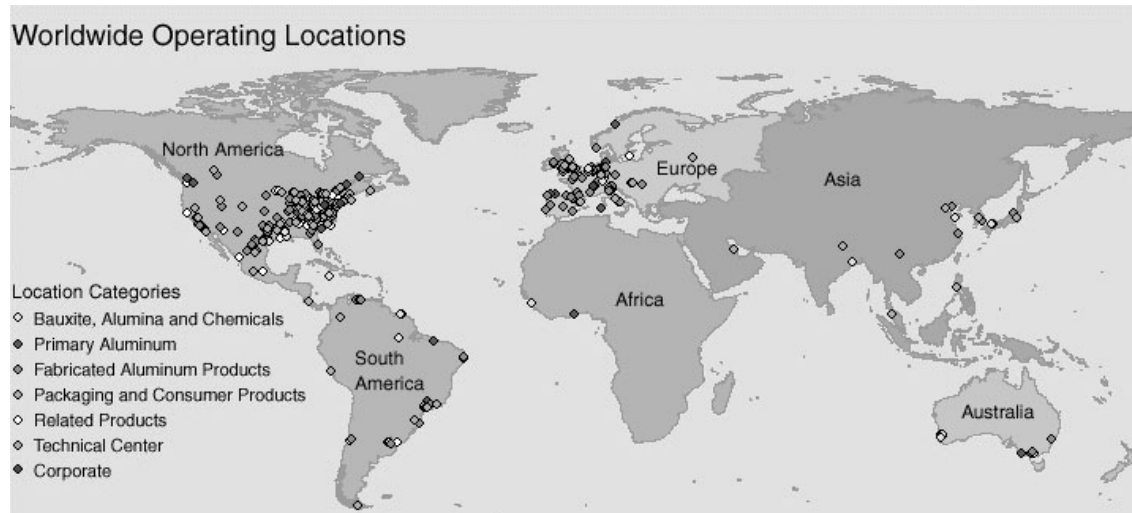 Worldwide Operating Locations
North America
Europe
Asia
Africa
South
America
Australia
Location Categories
Bauxite, Alumina and Chemicals
Primary Aluminum
Fabricated Aluminum Products
Packaging and Consumer Products
Related Products
Technical Center
Corporate